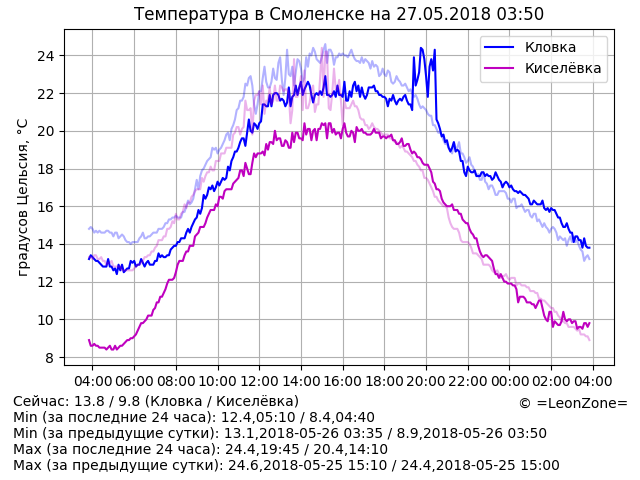 Температура в Смоленске на 27.05.2018 03:50
Кловка
Киселёвка
градусов Цельсия, °C
24
22
20
18
16
14
12
10
8
04:00 06:00 08:00 10:00 12:00 14:00 16:00 18:00 20:00 22:00 00:00 02:00 04:00
Сейчас: 13.8 / 9.8 (Кловка / Киселёвка)
© =LeonZone=
Min (за последние 24 часа): 12.4,05:10 / 8.4,04:40
Min (за предыдущие сутки): 13.1,2018-05-26 03:35 / 8.9,2018-05-26 03:50
Max (за последние 24 часа): 24.4,19:45 / 20.4,14:10
Max (за предыдущие сутки): 24.6,2018-05-25 15:10 / 24.4,2018-05-25 15:00